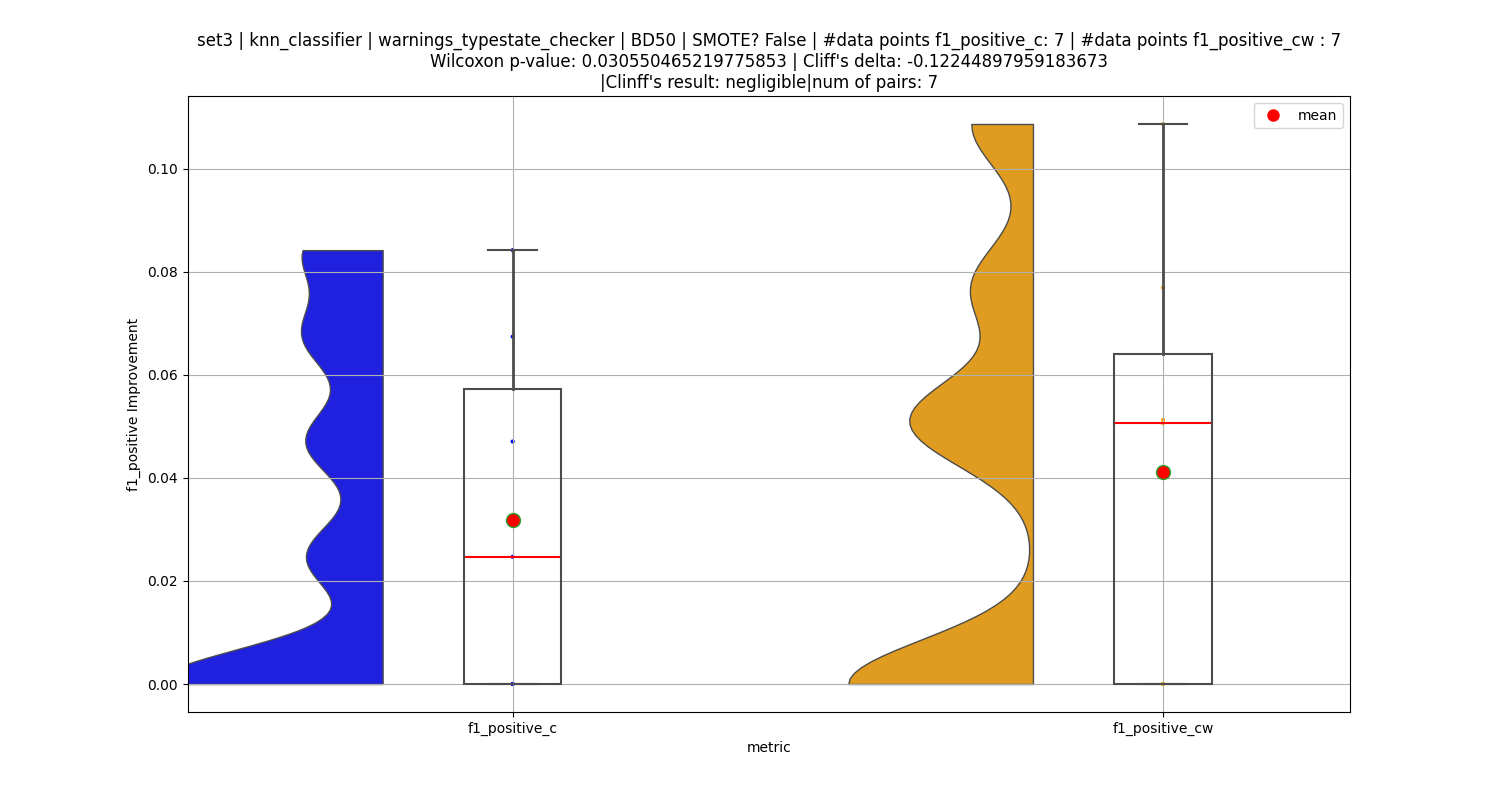 set3 | knn_classifier | warnings_typestate_checker | BD50 | SMOTE? False | #data points f1_positive_c: 7 | #data points f1_positive_cw : 7
Wilcoxon p-value: 0.030550465219775853 | Cliff's delta: -0.12244897959183673
|Clinff's result: negligible|num of pairs: 7
mean
0.10
0.08
0.06
0.04
0.02
0.00
f1_positive Improvement
f1_positive_c
f1_positive_cw
metric